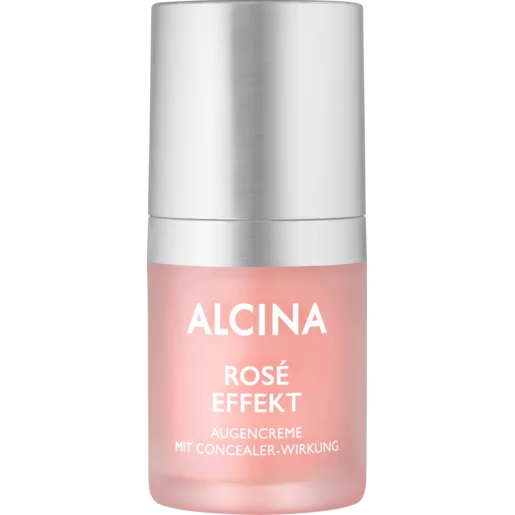 ALCINA
ROSÉ
EFFEKT
AUGENCREME
MIT CONCEALER-WIRKUNG